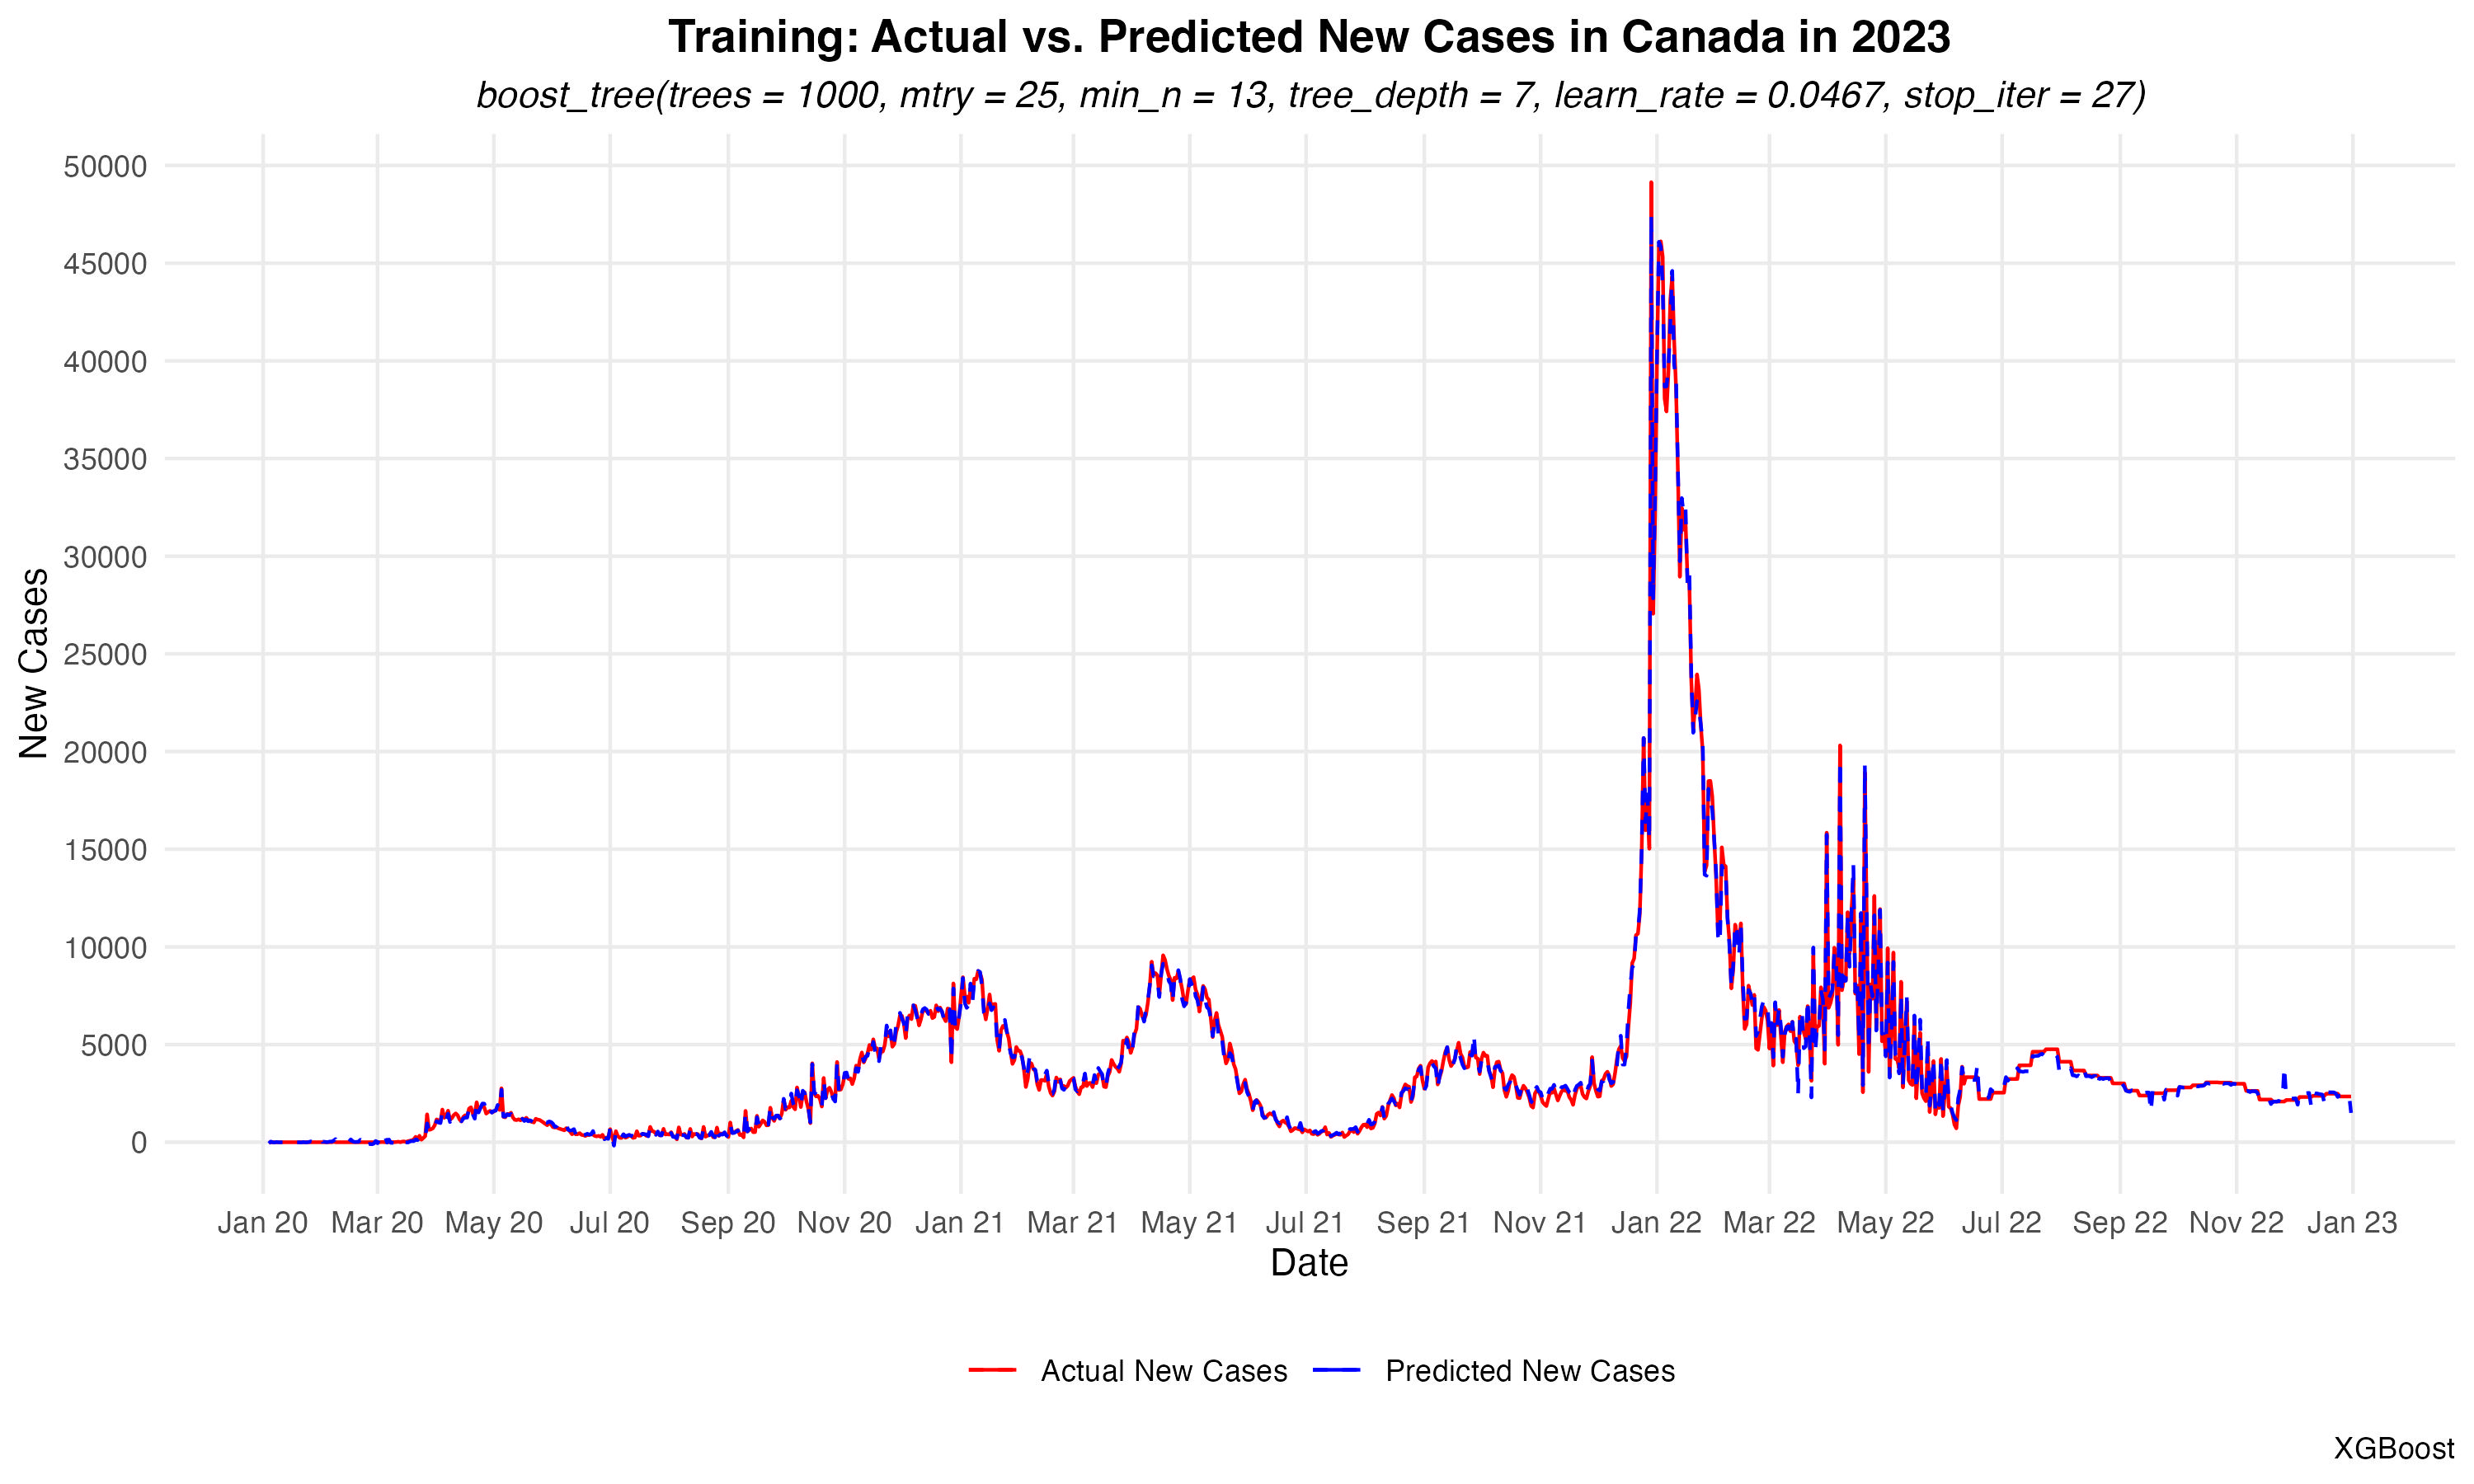 Training: Actual vs. Predicted New Cases in Canada in 2023
boost_tree(trees = 1000, mtry = 25, min_n = 13, tree_depth = 7, learn_rate = 0.0467, stop_iter = 27)
New Cases
50000
45000
40000
35000
30000
25000
20000
15000
10000
5000
0
Jan 20 Mar 20 May 20 Jul 20 Sep 20 Nov 20 Jan 21 Mar 21 May 21 Jul 21 Sep 21 Nov 21 Jan 22 Mar 22 May 22 Jul 22 Sep 22 Nov 22 Jan 23
Date
Actual New Cases Predicted New Cases
XGBoost